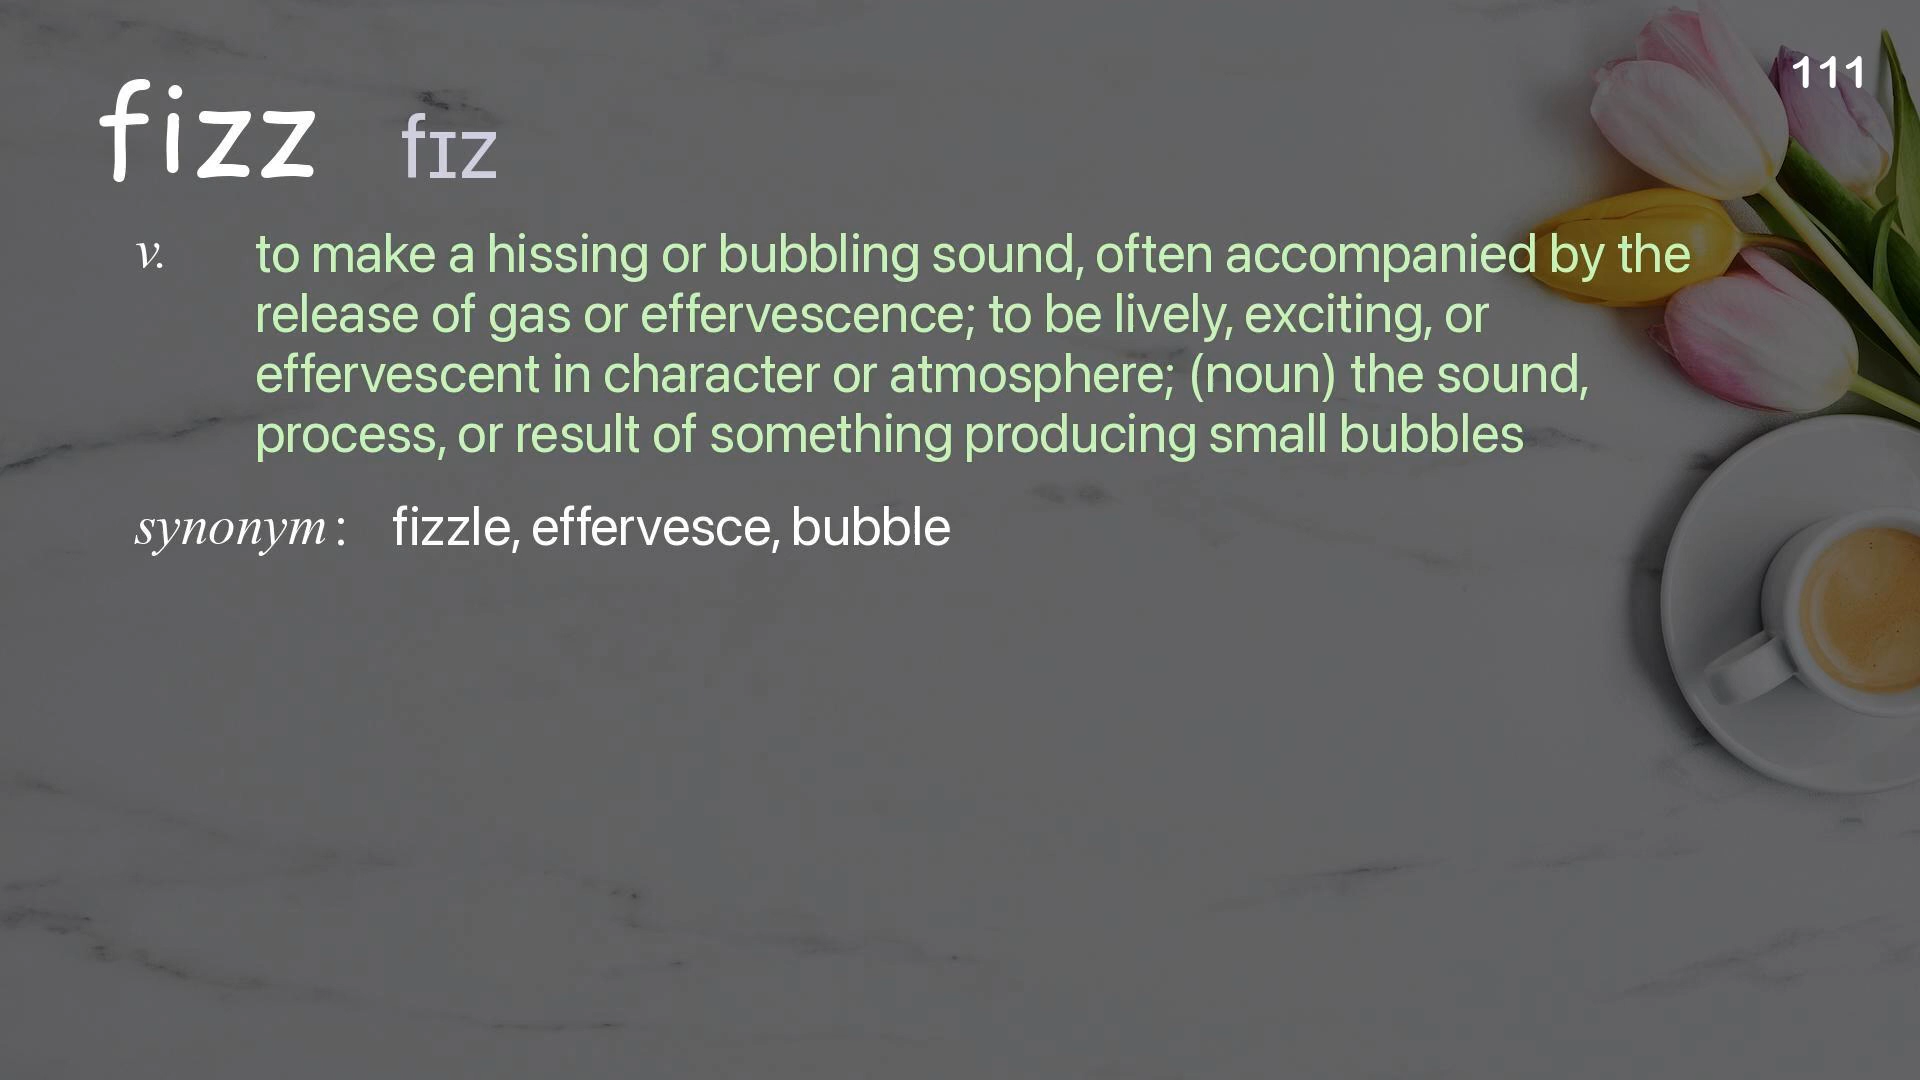 111
fizz fɪz
v. to make a hissing or bubbling sound, often accompanied by the
release of gas or effervescence; to be lively, exciting, or
effervescent in character or atmosphere; (noun) the sound,
process, or result of something producing small bubbles
synonym: fizzle, effervesce, bubble